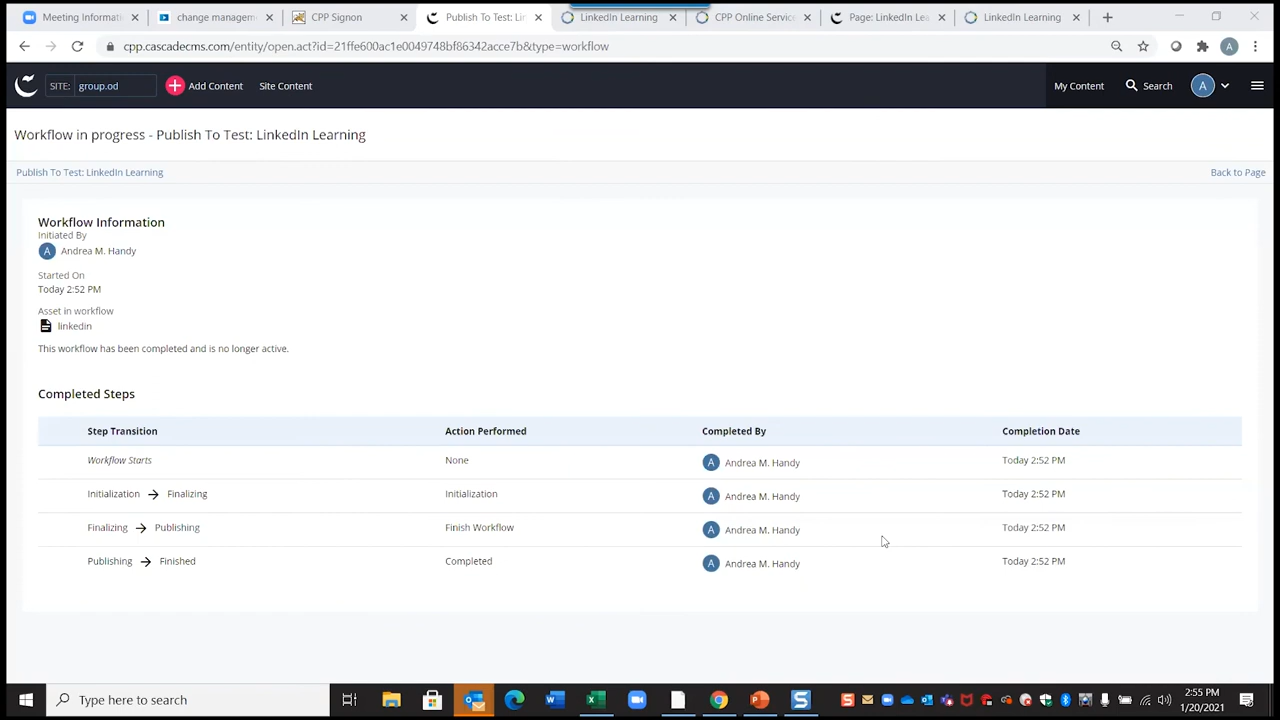 Meeting Informati
change managem
CPP Signon
Publish To Test: Lin
LinkedIn Learning
CPP Online Service
Page: LinkedIn Lea
LinkedIn Learning
cpp.cascadecms.com/entity/open.act?id=21ffe600ac1e0049748bf86342acce7b&type=workflow
A
SITE: group.od
Add Content
Site Content
My Content
Search
A
Workflow in progress - Publish To Test: LinkedIn Learning
Publish To Test: LinkedIn Learning
Back to Page
Workflow Information
Initiated By
A Andrea M. Handy
Started On
Today 2:52 PM
Asset in workflow
linkedin
This workflow has been completed and is no longer active.
Completed Steps
Step Transition Action Performed Completed By Completion Date
Workflow Starts None A Andrea M. Handy Today 2:52 PM
Initialization → Finalizing Initialization A Andrea M. Handy Today 2:52 PM
Finalizing → Publishing Finish Workflow A Andrea M. Handy Today 2:52 PM
Publishing → Finished Completed A Andrea M. Handy Today 2:52 PM
Type here to search
2:55 PM
1/20/2021